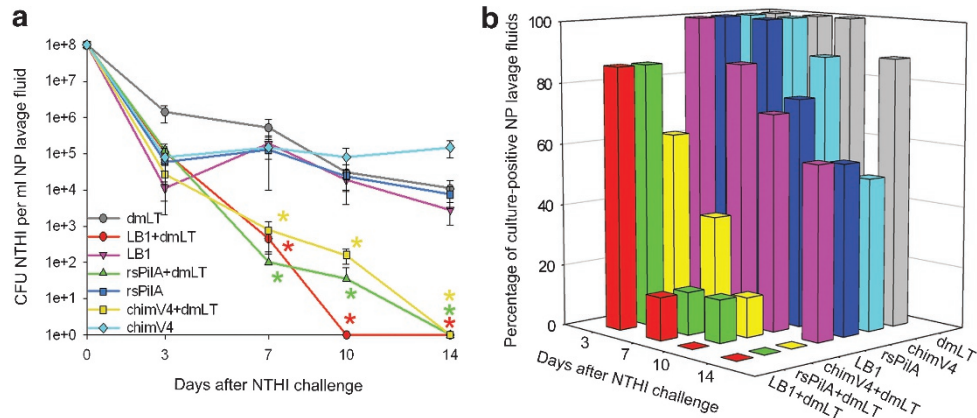 a
CFU NTHI per ml NP lavage fluid
1e+8
1e+7
1e+6
1e+5
1e+4
1e+3
1e+2
1e+1
1e+0
dmLT
LB1+dmLT
LB1
rsPilA+dmLT
rsPilA
chimV4+dmLT
chimV4
*
*
*
*
*
*
*
*
0
3
7
10
14
Days after NTHI challenge
b
Percentage of culture-positive NP lavage fluids
100
80
60
40
20
0
3
7
10
14
Days after NTHI challenge
dmLT
chimV4
rsPilA
LB1
chimV4+dmLT
rsPilA+dmLT
LB1+dmLT